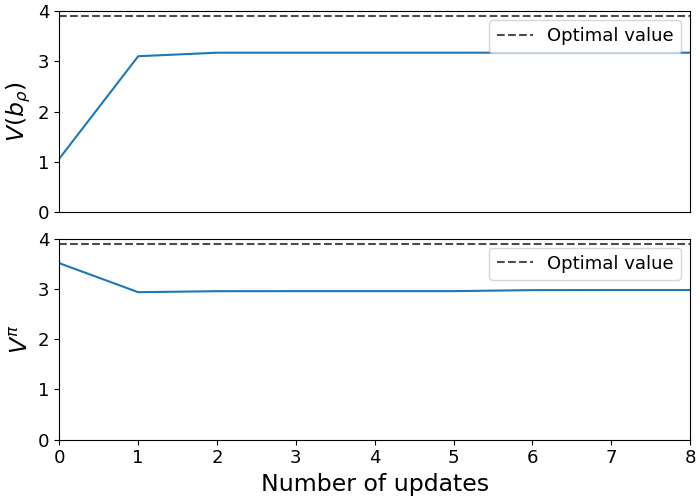 4
3
2
1
0
V(b_ρ)
Optimal value
4
3
2
1
0
V^π
Optimal value
0 1 2 3 4 5 6 7 8
Number of updates